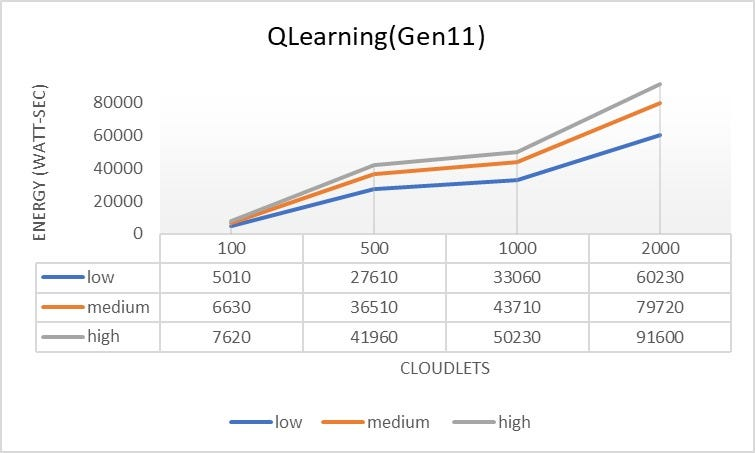 QLearning(Gen11)
ENERGY (WATT-SEC)
80000
60000
40000
20000
0
100 500 1000 2000
low 5010 27610 33060 60230
medium 6630 36510 43710 79720
high 7620 41960 50230 91600
CLOUDLETS
low medium high